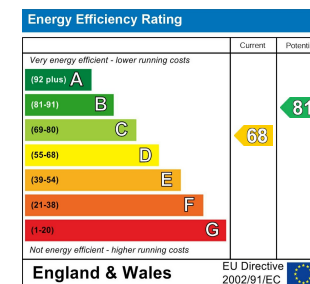 Energy Efficiency Rating
Current
Very energy efficient - lower running costs
(92 plus) A
(81-91) B
81
(69-80) C
68
(55-68) D
(39-54) E
(21-38) F
(1-20) G
Not energy efficient - higher running costs
England & Wales
EU Directive
2002/91/EC